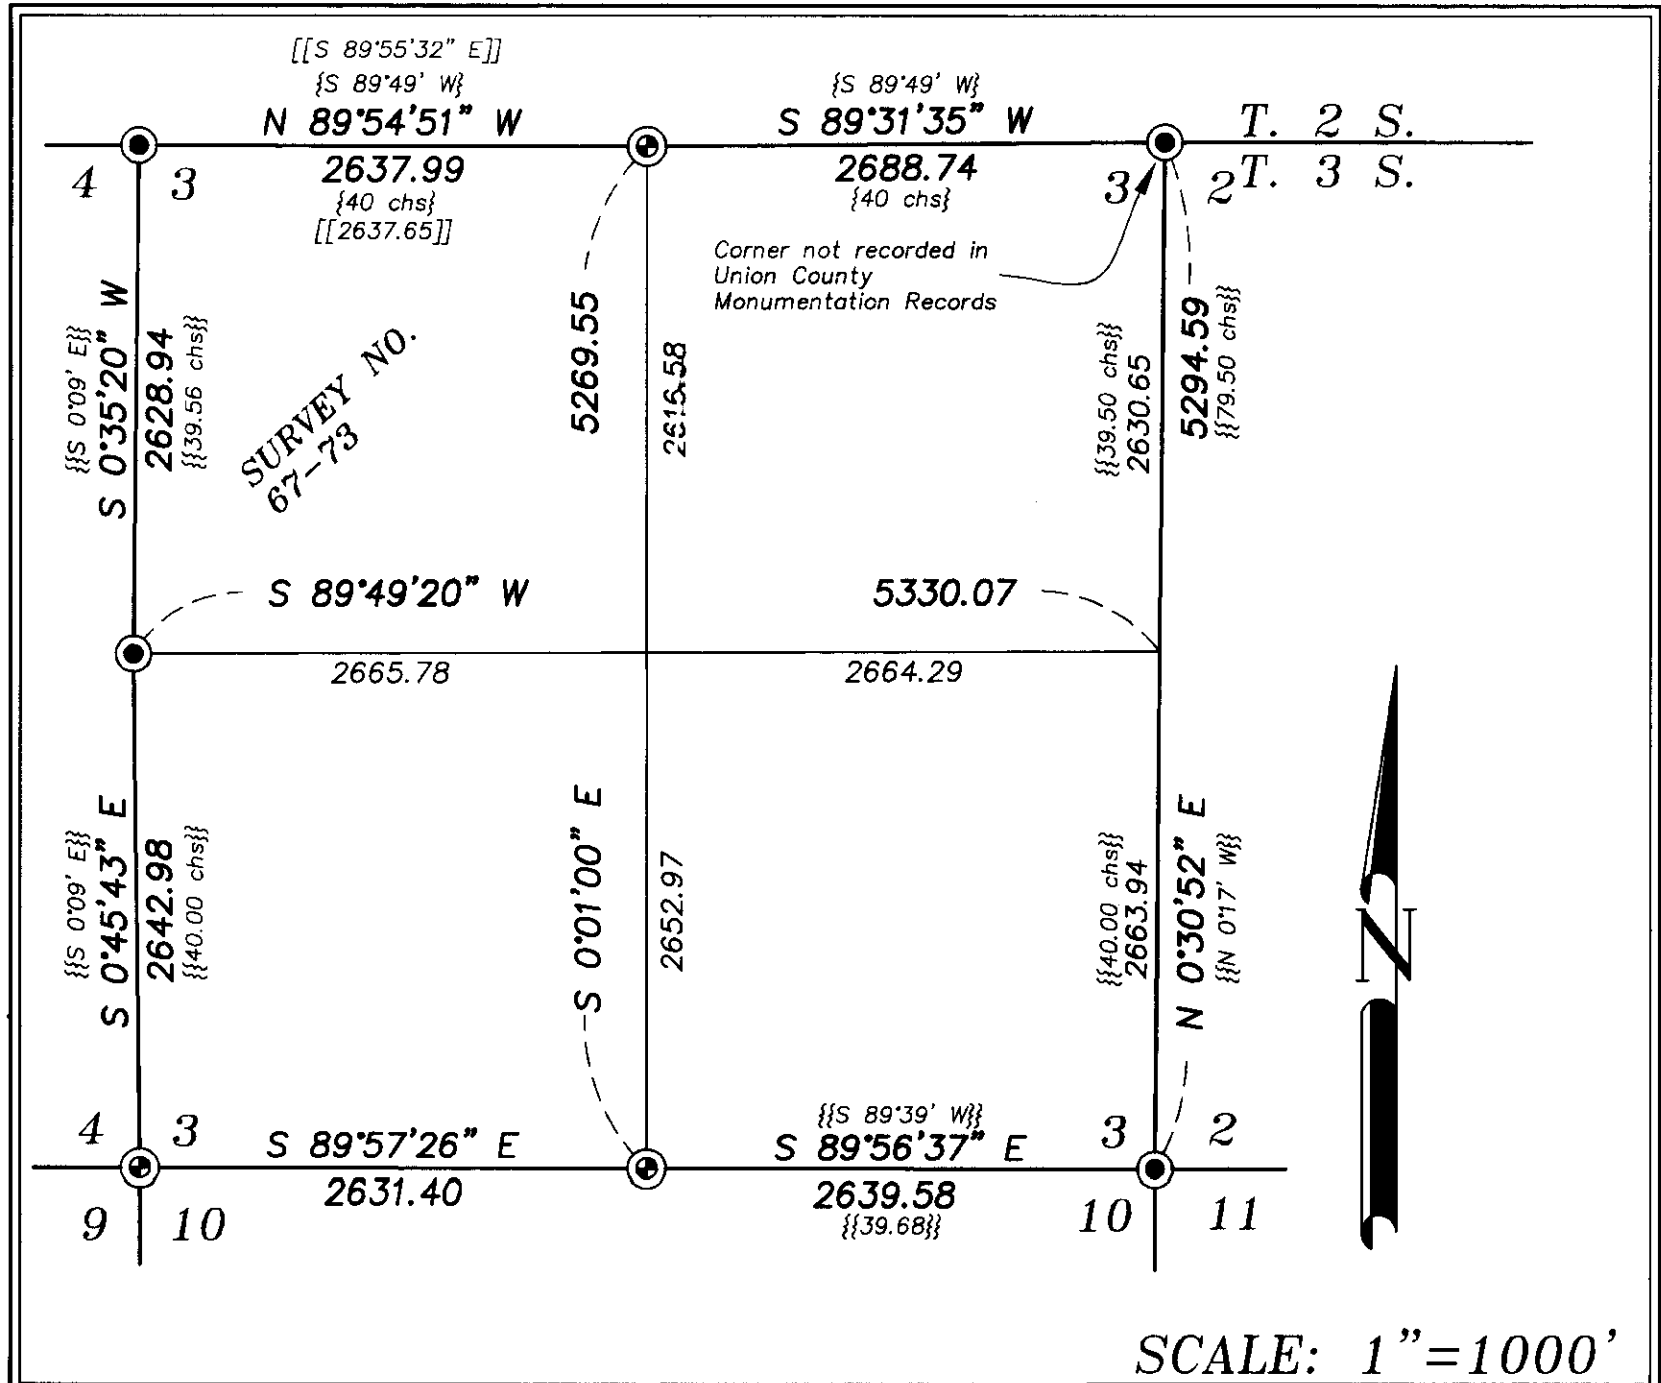 [[S 89°55'32" E]]
{S 89°49' W}
N 89°54'51" W
2637.99
{40 chs}
[[2637.65]]
{S 89°49' W}
S 89°31'35" W
2688.74
{40 chs}
T. 2 S.
T. 3 S.
4 3
3 2
Corner not recorded in
Union County
Monumentation Records
{{S 0°09' E}}
S 0°35'20" W
2628.94
{{39.56 chs}}
SURVEY NO.
67-73
5269.55
2616.58
{{39.50 chs}}
2630.65
5294.59
{{79.50 chs}}
S 89°49'20" W
5330.07
2665.78
2664.29
{{S 0°09' E}}
S 0°45'43" E
2642.98
{{40.00 chs}}
S 0°01'00" E
2652.97
{{40.00 chs}}
2663.94
N 0°30'52" E
{{N 0°17' W}}
N
4 3
S 89°57'26" E
2631.40
{{S 89°39' W}}
S 89°56'37" E
2639.58
{{39.68}}
3 2
9 10
10 11
SCALE: 1"=1000'